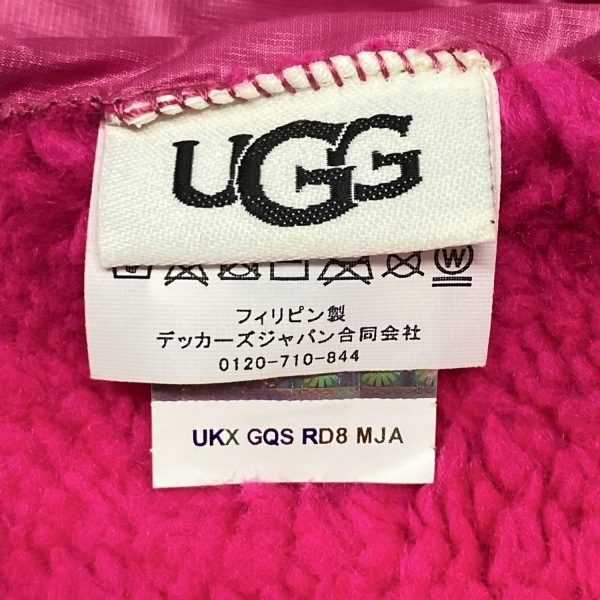 UGG
W
フィリピン製
デッカーズジャパン合同会社
0120-710-844
UKX GQS RD8 MJA